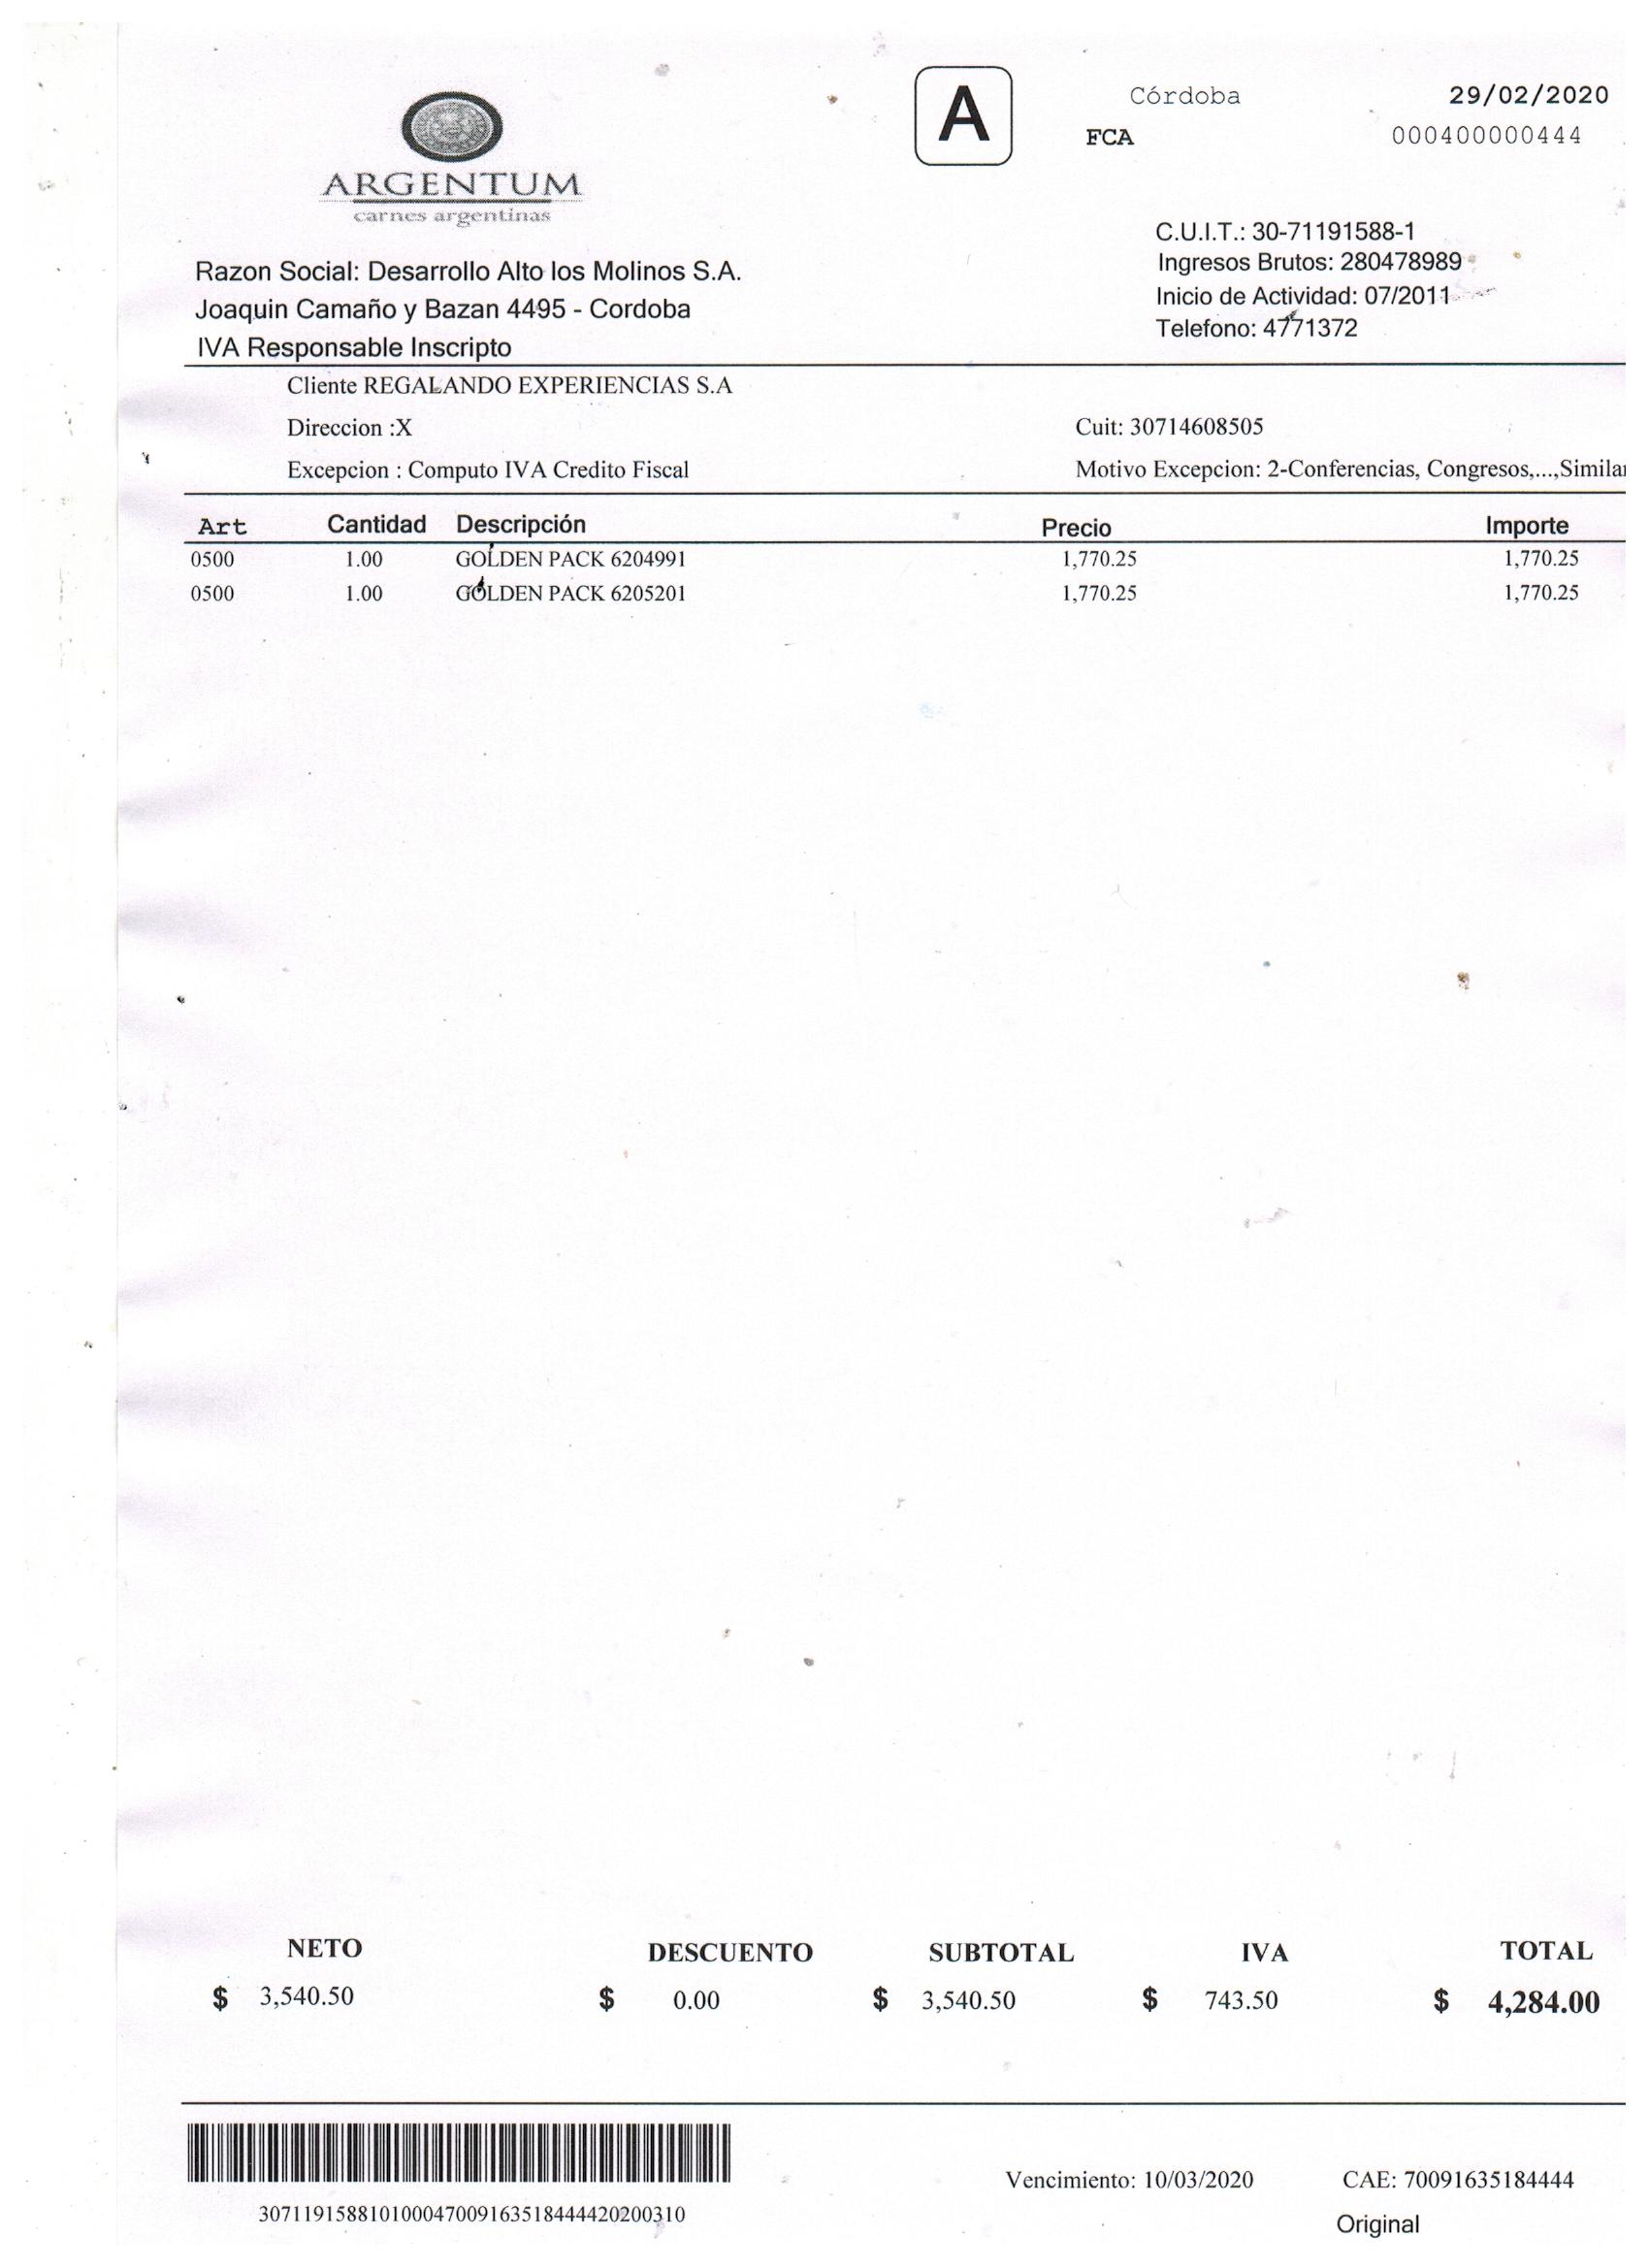 A
Córdoba 29/02/2020
FCA 000400000444
ARGENTUM
carnes argentinas
C.U.I.T.: 30-71191588-1
Ingresos Brutos: 280478989
Inicio de Actividad: 07/2011
Telefono: 4771372
Razon Social: Desarrollo Alto los Molinos S.A.
Joaquin Camaño y Bazan 4495 - Cordoba
IVA Responsable Inscripto
Cliente REGALANDO EXPERIENCIAS S.A
Direccion :X Cuit: 30714608505
Excepcion : Computo IVA Credito Fiscal Motivo Excepcion: 2-Conferencias, Congresos,...,Similar
Art Cantidad Descripción Precio Importe
0500 1.00 GOLDEN PACK 6204991 1,770.25 1,770.25
0500 1.00 GOLDEN PACK 6205201 1,770.25 1,770.25
NETO DESCUENTO SUBTOTAL IVA TOTAL
$ 3,540.50 $ 0.00 $ 3,540.50 $ 743.50 $ 4,284.00
Vencimiento: 10/03/2020 CAE: 70091635184444
307119158810100047009163518444420200310
Original